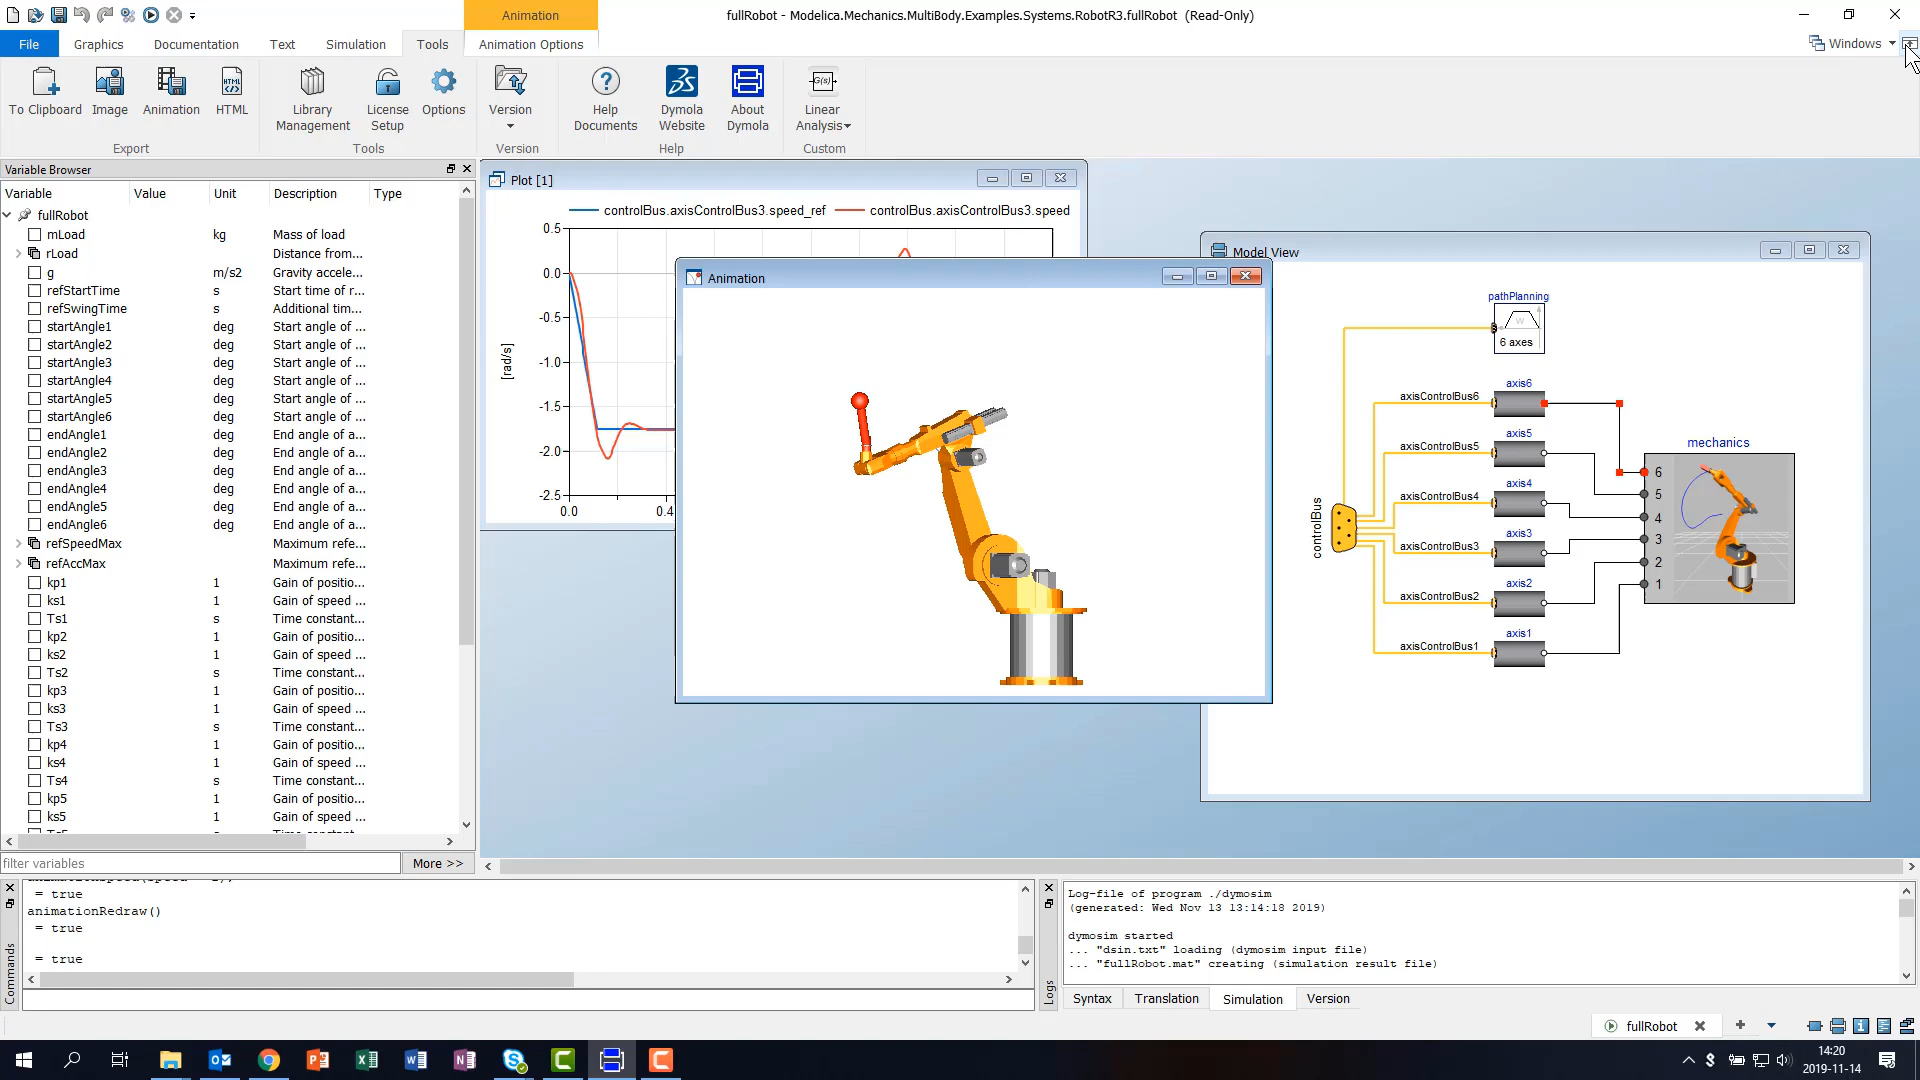 Animation
fullRobot - Modelica.Mechanics.MultiBody.Examples.Systems.RobotR3.fullRobot (Read-Only)
File Graphics Documentation Text Simulation Tools Animation Options Windows
To Clipboard Image Animation HTML Library Management License Setup Options Version Help Documents Dymola Website About Dymola Linear Analysis
Export Tools Version Help Custom
Variable Browser
Variable Value Unit Description Type
fullRobot
mLoad kg Mass of load
rLoad Distance from...
g m/s2 Gravity accele...
refStartTime s Start time of r...
refSwingTime s Additional tim...
startAngle1 deg Start angle of ...
startAngle2 deg Start angle of ...
startAngle3 deg Start angle of ...
startAngle4 deg Start angle of ...
startAngle5 deg Start angle of ...
startAngle6 deg Start angle of ...
endAngle1 deg End angle of a...
endAngle2 deg End angle of a...
endAngle3 deg End angle of a...
endAngle4 deg End angle of a...
endAngle5 deg End angle of a...
endAngle6 deg End angle of a...
refSpeedMax Maximum refe...
refAccMax Maximum refe...
kp1 1 Gain of positio...
ks1 1 Gain of speed ...
Ts1 s Time constant...
kp2 1 Gain of positio...
ks2 1 Gain of speed ...
Ts2 s Time constant...
kp3 1 Gain of positio...
ks3 1 Gain of speed ...
Ts3 s Time constant...
kp4 1 Gain of positio...
ks4 1 Gain of speed ...
Ts4 s Time constant...
kp5 1 Gain of positio...
ks5 1 Gain of speed ...
filter variables More >>
Plot [1]
controlBus.axisControlBus3.speed_ref controlBus.axisControlBus3.speed
0.5
0.0
-0.5
-1.0
-1.5
-2.0
-2.5
[rad/s]
0.0 0.4
Animation
Model View
pathPlanning
w
6 axes
axis6
axisControlBus6
axis5
axisControlBus5
axis4
axisControlBus4
axis3
axisControlBus3
axis2
axisControlBus2
axis1
axisControlBus1
controlBus
mechanics
6
5
4
3
2
1
Commands
= true
animationRedraw()
= true
= true
Logs
Log-file of program ./dymosim
(generated: Wed Nov 13 13:14:18 2019)
dymosim started
... "dsin.txt" loading (dymosim input file)
... "fullRobot.mat" creating (simulation result file)
Syntax Translation Simulation Version
fullRobot
14:20
2019-11-14